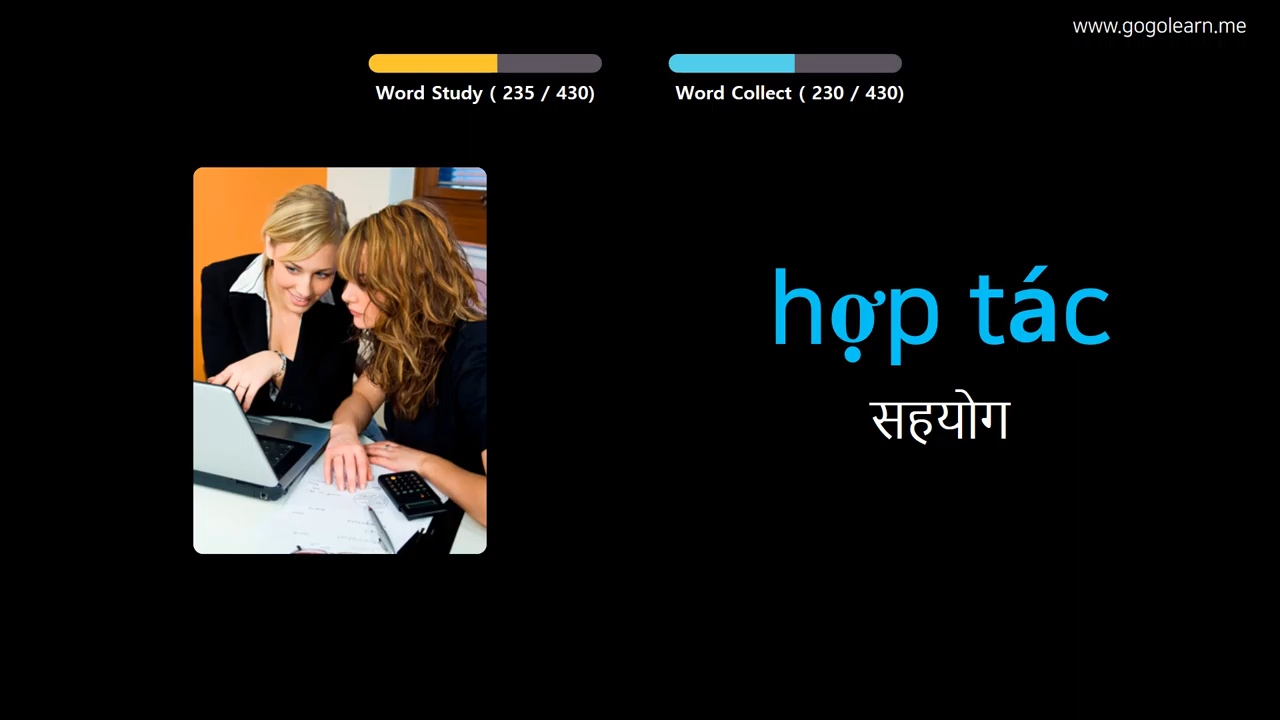 www.gogolearn.me
Word Study ( 235 / 430)
Word Collect ( 230 / 430)
hợp tác
सहयोग